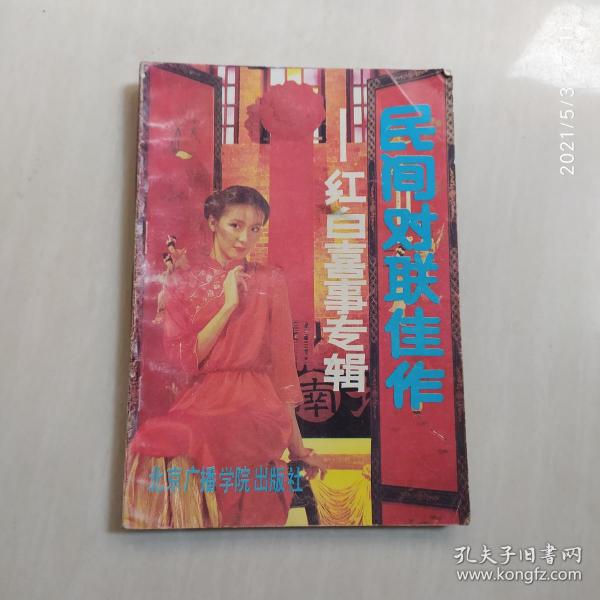 民间对联佳作
—红白喜事专辑
北京广播学院出版社
2021/5/3
孔夫子旧书网
www.kongfz.com